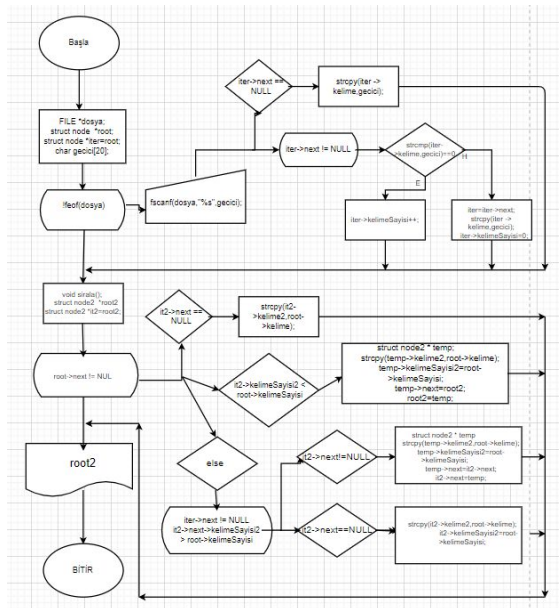 Başla
FILE *dosya;
struct node *root;
struct node *iter=root;
char gecici[20];
!feof(dosya)
fscanf(dosya,"%s",gecici);
iter->next ==
NULL
strcpy(iter ->
kelime,gecici);
iter->next != NULL
strcmp(iter-
>kelime,gecici)==0
E
H
iter->kelimeSayisi++;
iter=iter->next;
strcpy(iter ->
kelime,gecici);
iter->kelimeSayisi=0;
void sirala();
struct node2 *root2
struct node2 *it2=root2;
root->next != NUL
root2
BİTİR
it2->next ==
NULL
strcpy(it2-
>kelime2,root-
>kelime);
it2->kelimeSayisi2 <
root->kelimeSayisi
struct node2 * temp;
strcpy(temp->kelime2,root->kelime);
temp->kelimeSayisi2=root-
>kelimeSayisi;
temp->next=root2;
root2=temp;
else
iter->next != NULL
it2->next->kelimeSayisi2
> root->kelimeSayisi
it2->next!=NULL
struct node2 * temp
strcpy(temp->kelime2,root->kelime);
temp->kelimeSayisi2=root-
>kelimeSayisi;
temp->next=it2->next;
it2->next=temp;
it2->next==NULL
strcpy(it2->kelime2,root->kelime);
it2->kelimeSayisi2=root-
>kelimeSayisi;